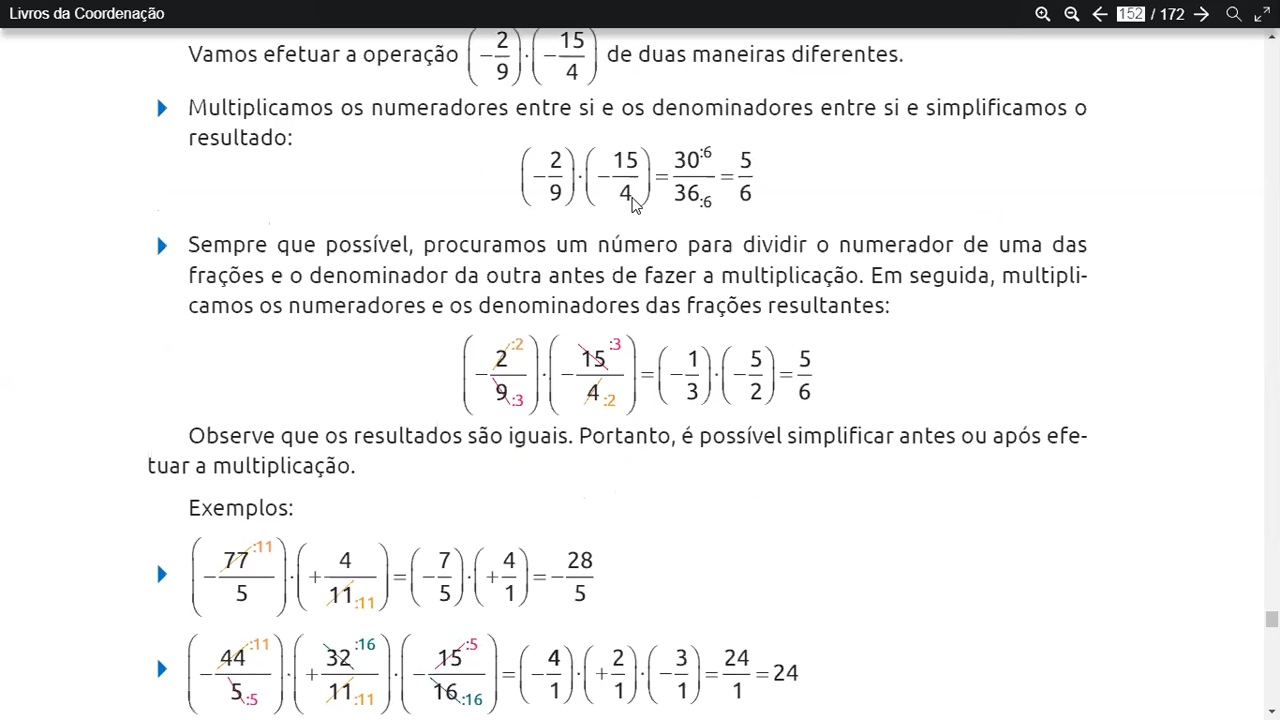 Livros da Coordenação 152 / 172
Vamos efetuar a operação (−2/9)·(−15/4) de duas maneiras diferentes.
Multiplicamos os numeradores entre si e os denominadores entre si e simplificamos o
resultado:
(−2/9)·(−15/4) = 30:6/36:6 = 5/6
Sempre que possível, procuramos um número para dividir o numerador de uma das
frações e o denominador da outra antes de fazer a multiplicação. Em seguida, multipli-
camos os numeradores e os denominadores das frações resultantes:
(−2:2/9:3)·(−15:3/4:2) = (−1/3)·(−5/2) = 5/6
Observe que os resultados são iguais. Portanto, é possível simplificar antes ou após efe-
tuar a multiplicação.
Exemplos:
(−77:11/5)·(+4/11:11) = (−7/5)·(+4/1) = −28/5
(−44:11/5:5)·(+32:16/11:11)·(−15:5/16:16) = (−4/1)·(+2/1)·(−3/1) = 24/1 = 24